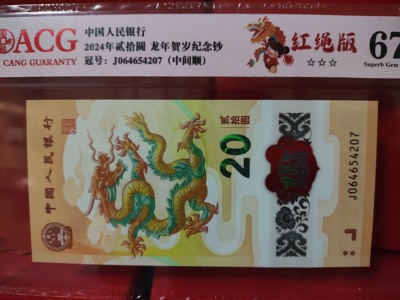 ACG
CANG GUARANTY
中国人民银行
2024年贰拾圆 龙年贺岁纪念钞
冠号：J064654207（中间顺）
红绳版
☆☆☆
67
Superb Gem
中国人民银行
贰拾圆
20
J064654207